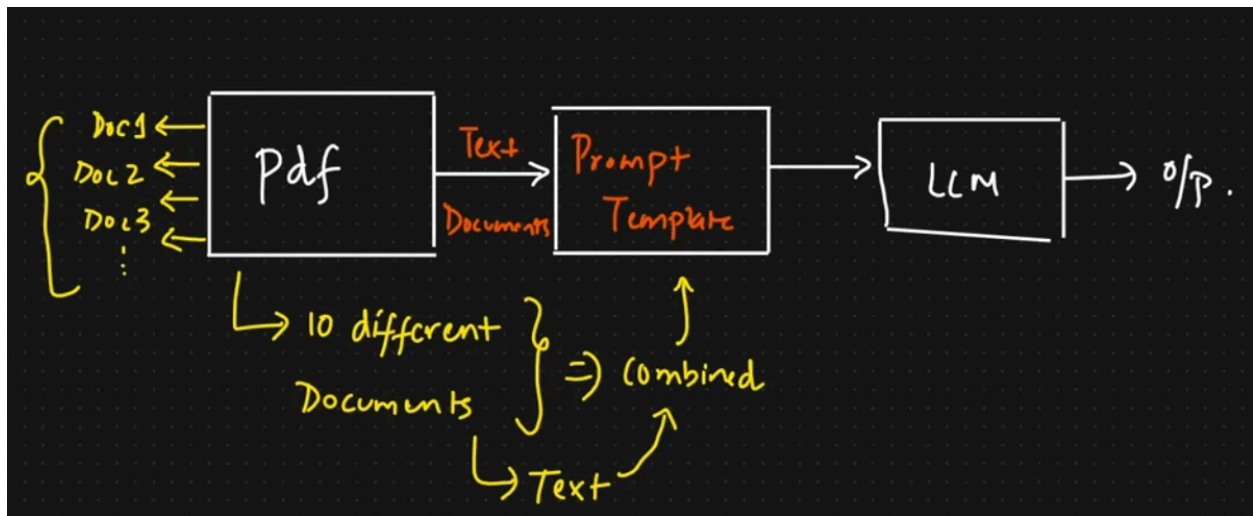 Doc1
Doc2
Doc3
Pdf
Text
Documents
Prompt
Template
LLM
O/P.
10 different
Documents
=> Combined
Text